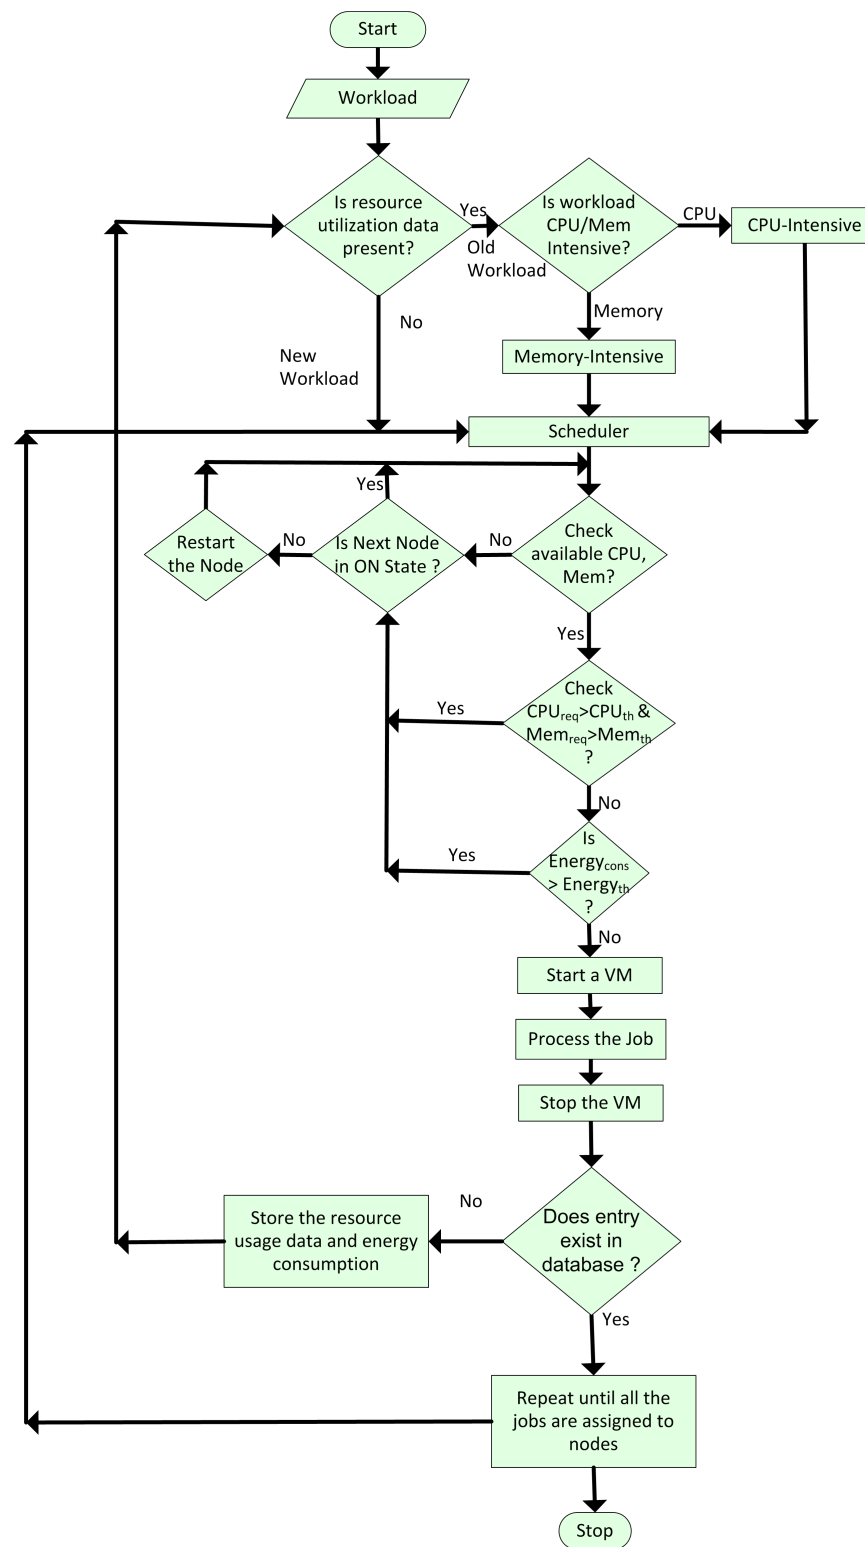 Start
Workload
Is resource
utilization data
present?
Yes
Old
Workload
Is workload
CPU/Mem
Intensive?
CPU
CPU-Intensive
No
New
Workload
Memory
Memory-Intensive
Scheduler
Yes
Restart
the Node
No
Is Next Node
in ON State ?
No
Check
available CPU,
Mem?
Yes
Check
CPUreq>CPUth &
Memreq>Memth
?
Yes
No
Is
Energycons
> Energyth
?
Yes
No
Start a VM
Process the Job
Stop the VM
Does entry
exist in
database ?
No
Store the resource
usage data and energy
consumption
Yes
Repeat until all the
jobs are assigned to
nodes
Stop